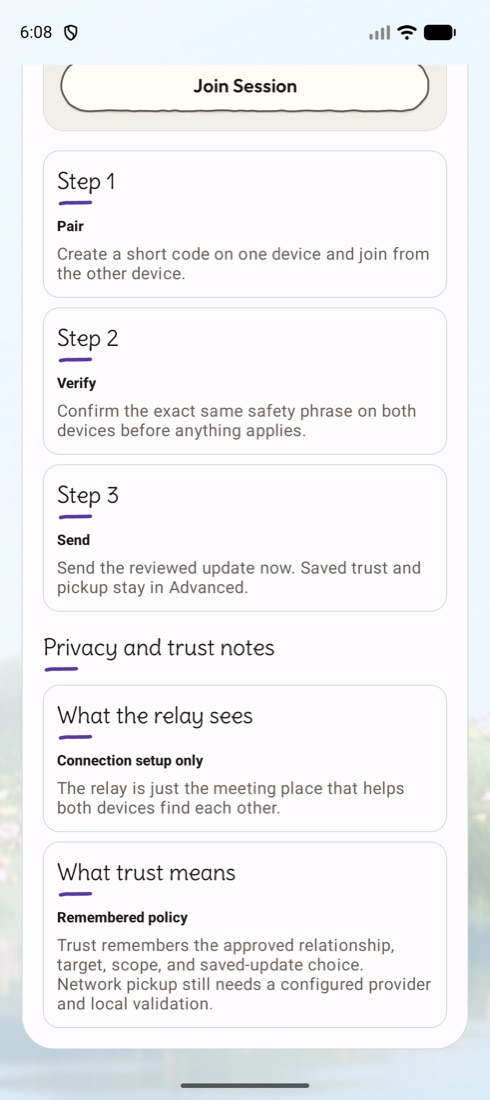 6:08
Join Session
Step 1
Pair
Create a short code on one device and join from
the other device.
Step 2
Verify
Confirm the exact same safety phrase on both
devices before anything applies.
Step 3
Send
Send the reviewed update now. Saved trust and
pickup stay in Advanced.
Privacy and trust notes
What the relay sees
Connection setup only
The relay is just the meeting place that helps
both devices find each other.
What trust means
Remembered policy
Trust remembers the approved relationship,
target, scope, and saved-update choice.
Network pickup still needs a configured provider
and local validation.